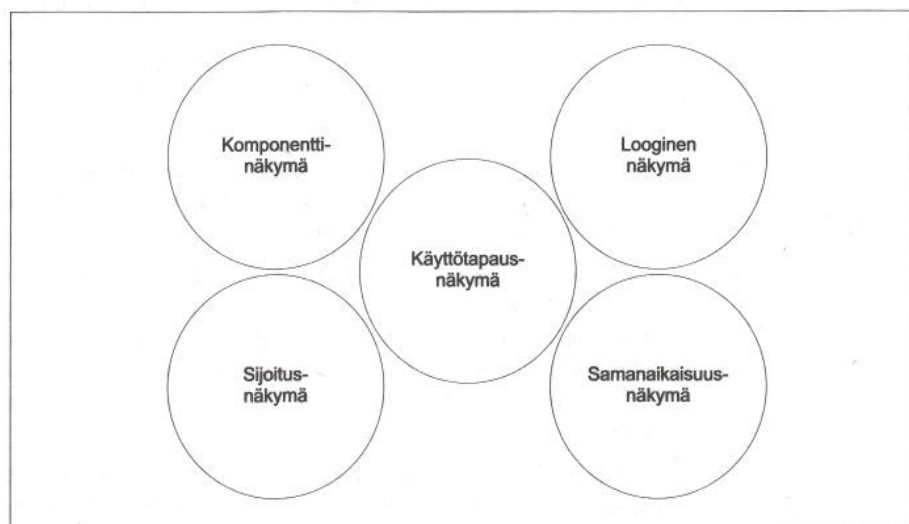 Komponentti-
näkymä
Looginen
näkymä
Käyttötapaus-
näkymä
Sijoitus-
näkymä
Samanaikaisuus-
näkymä